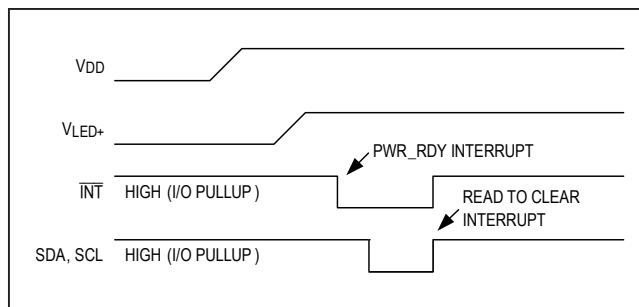 VDD
VLED+
PWR_RDY INTERRUPT
INT HIGH (I/O PULLUP )
READ TO CLEAR
INTERRUPT
SDA, SCL HIGH (I/O PULLUP )